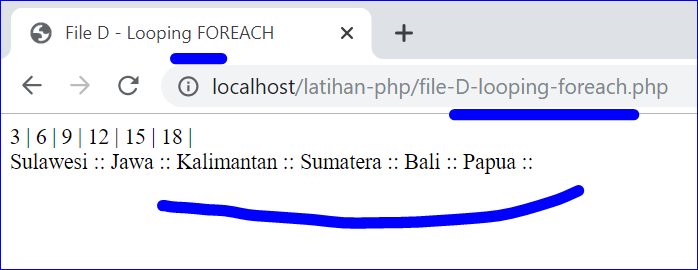 File D - Looping FOREACH
localhost/latihan-php/file-D-looping-foreach.php
3 | 6 | 9 | 12 | 15 | 18 |
Sulawesi :: Jawa :: Kalimantan :: Sumatera :: Bali :: Papua ::